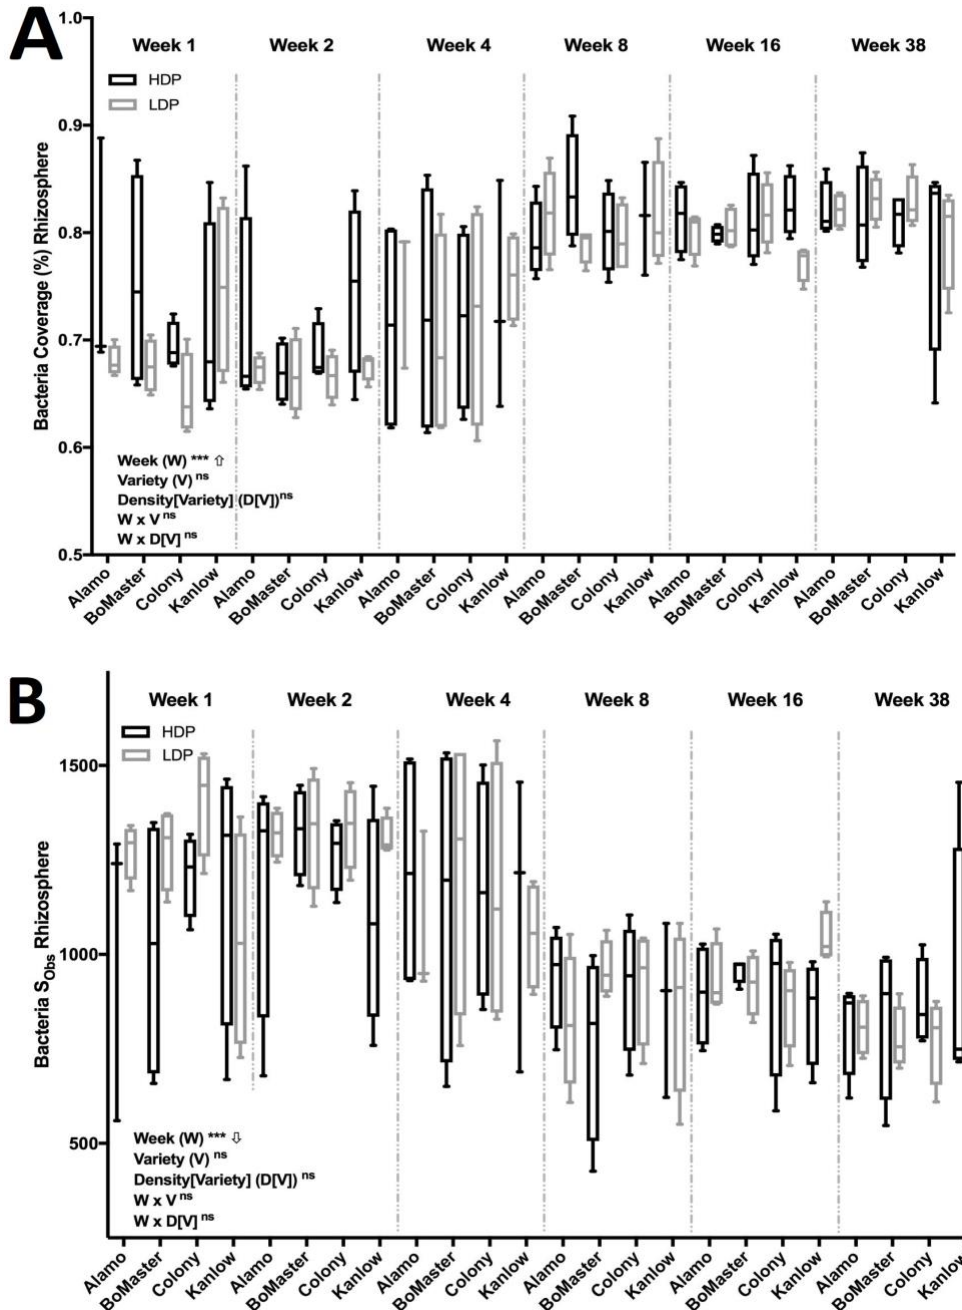 A
Week 1 Week 2 Week 4 Week 8 Week 16 Week 38
HDP
LDP
Bacteria Coverage (%) Rhizosphere
1.0
0.9
0.8
0.7
0.6
0.5
Week (W) *** ⇧
Variety (V) ns
Density[Variety] (D[V]) ns
W x V ns
W x D[V] ns
Alamo BoMaster Colony Kanlow Alamo BoMaster Colony Kanlow Alamo BoMaster Colony Kanlow Alamo BoMaster Colony Kanlow Alamo BoMaster Colony Kanlow Alamo BoMaster Colony Kanlow
B
Week 1 Week 2 Week 4 Week 8 Week 16 Week 38
HDP
LDP
Bacteria SObs Rhizosphere
1500
1000
500
Week (W) *** ⇩
Variety (V) ns
Density[Variety] (D[V]) ns
W x V ns
W x D[V] ns
Alamo BoMaster Colony Kanlow Alamo BoMaster Colony Kanlow Alamo BoMaster Colony Kanlow Alamo BoMaster Colony Kanlow Alamo BoMaster Colony Kanlow Alamo BoMaster Colony Kanlow